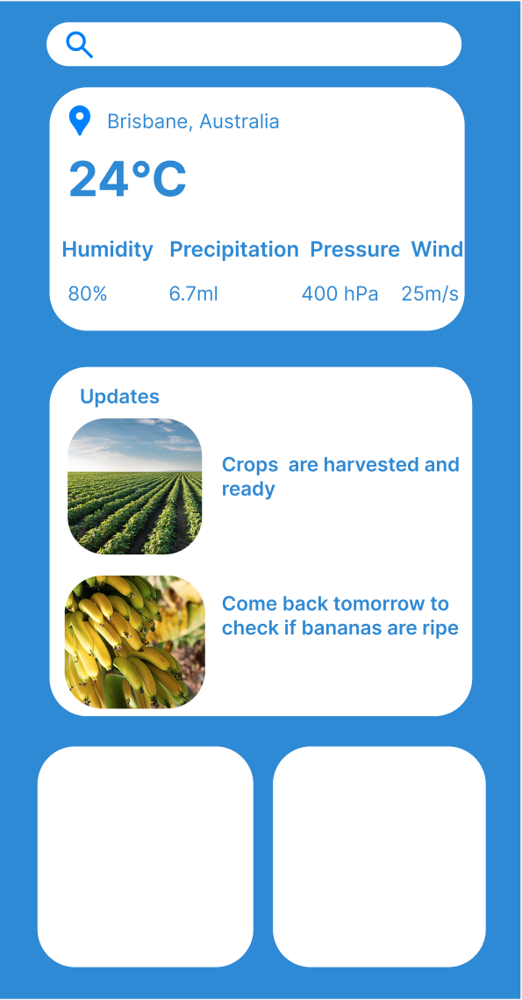 Brisbane, Australia
24°C
Humidity Precipitation Pressure Wind
80% 6.7ml 400 hPa 25m/s
Updates
Crops are harvested and
ready
Come back tomorrow to
check if bananas are ripe